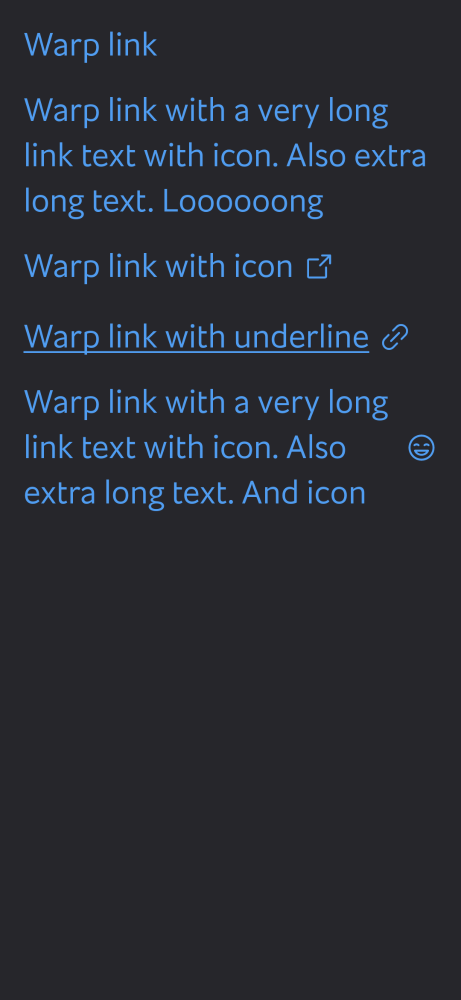 Warp link
Warp link with a very long
link text with icon. Also extra
long text. Loooooong
Warp link with icon
Warp link with underline
Warp link with a very long
link text with icon. Also
extra long text. And icon